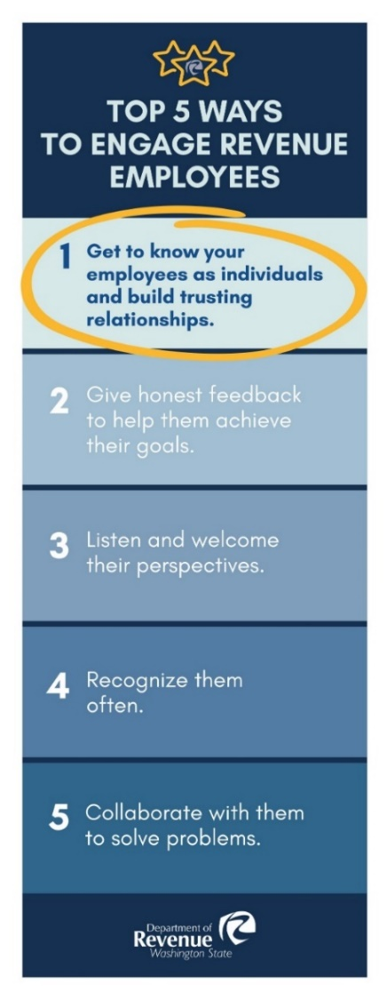 TOP 5 WAYS
TO ENGAGE REVENUE
EMPLOYEES
1 Get to know your
employees as individuals
and build trusting
relationships.
2 Give honest feedback
to help them achieve
their goals.
3 Listen and welcome
their perspectives.
4 Recognize them
often.
5 Collaborate with them
to solve problems.
Department of
Revenue
Washington State